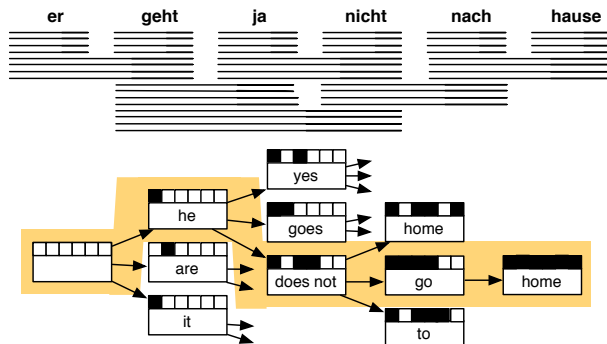 er geht ja nicht nach hause
yes
he goes home
are does not go home
it to